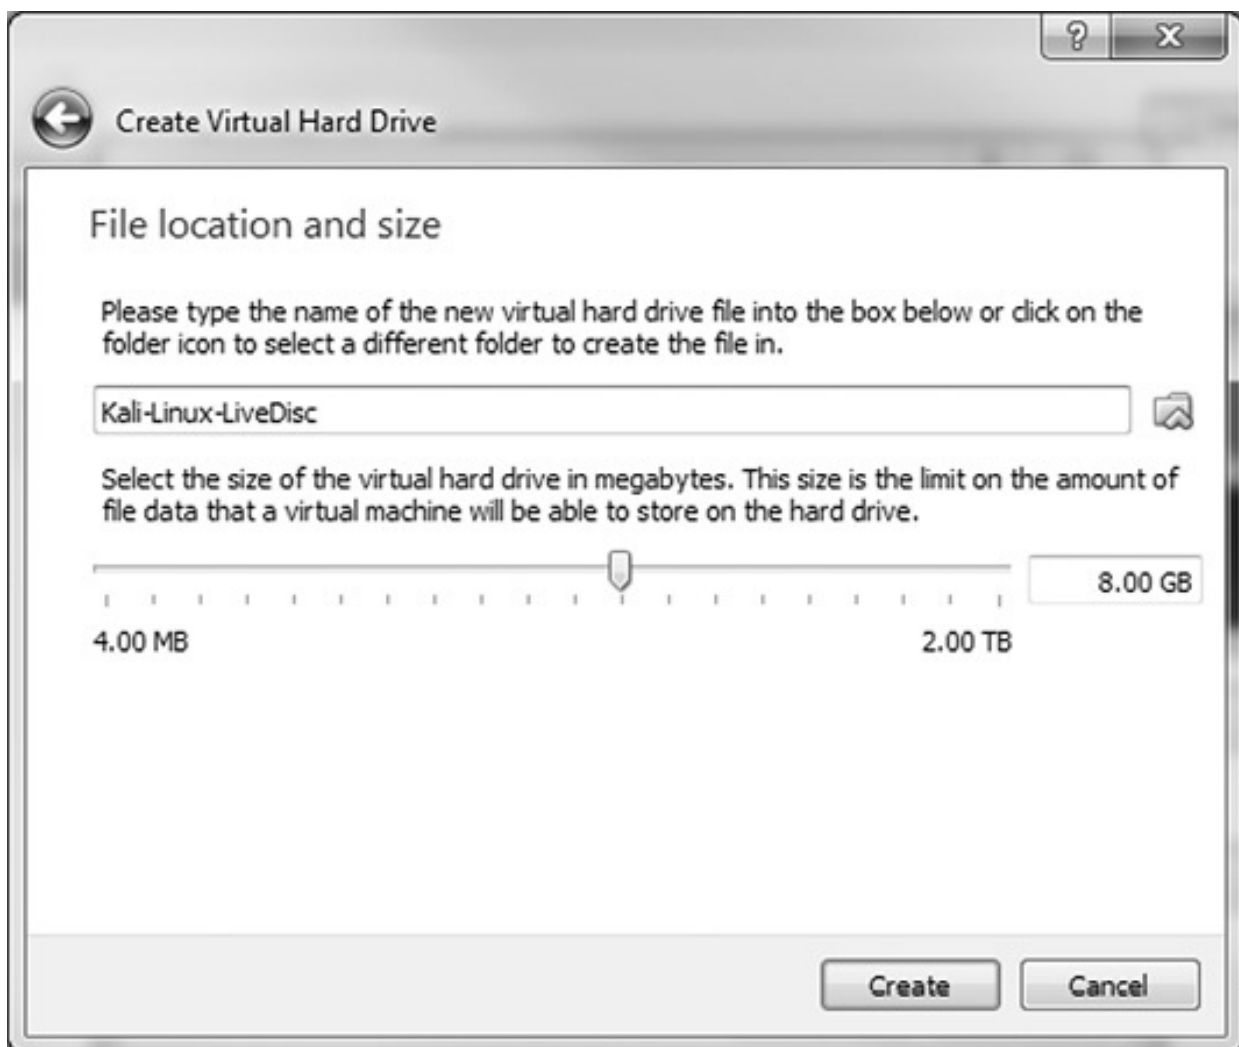 ?
Create Virtual Hard Drive
File location and size
Please type the name of the new virtual hard drive file into the box below or click on the
folder icon to select a different folder to create the file in.
Kali-Linux-LiveDisc
Select the size of the virtual hard drive in megabytes. This size is the limit on the amount of
file data that a virtual machine will be able to store on the hard drive.
8.00 GB
4.00 MB 2.00 TB
Create Cancel